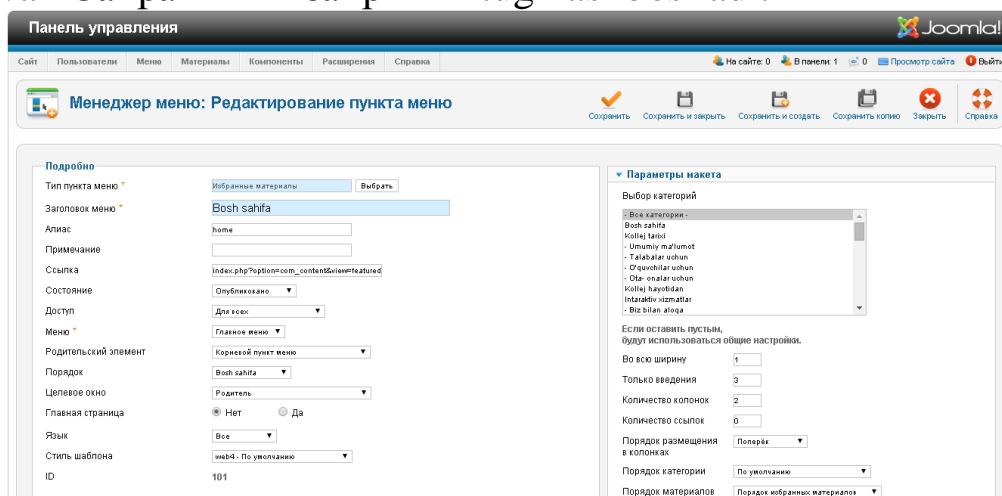 Панель управления
Joomla!
Сайт Пользователи Меню Материалы Компоненты Расширения Справка
На сайте: 0 В панели: 1 0 Просмотр сайта Выйти
Менеджер меню: Редактирование пункта меню
Сохранить Сохранить и закрыть Сохранить и создать Сохранить копию Закрыть Справка
Подробно
Тип пункта меню * Избранные материалы Выбрать
Заголовок меню * Bosh sahifa
Алиас home
Примечание
Ссылка index.php?option=com_content&view=featured
Состояние Опубликовано
Доступ Для всех
Меню * Главное меню
Родительский элемент Корневой пункт меню
Порядок Bosh sahifa
Целевое окно Родитель
Главная страница Нет Да
Язык Все
Стиль шаблона web4 - По умолчанию
ID 101
Параметры макета
Выбор категорий
- Все категории -
Bosh sahifa
Kollej tarixi
- Umumiy ma'lumot
- Talabalar uchun
- O'quvchilar uchun
- Ota- onalar uchun
Kollej hayotidan
Intaraktiv xizmatlar
- Biz bilan aloqa
Если оставить пустым,
будут использоваться общие настройки.
Во всю ширину 1
Только введения 3
Количество колонок 2
Количество ссылок 0
Порядок размещения в колонках Поперёк
Порядок категории По умолчанию
Порядок материалов Порядок избранных материалов